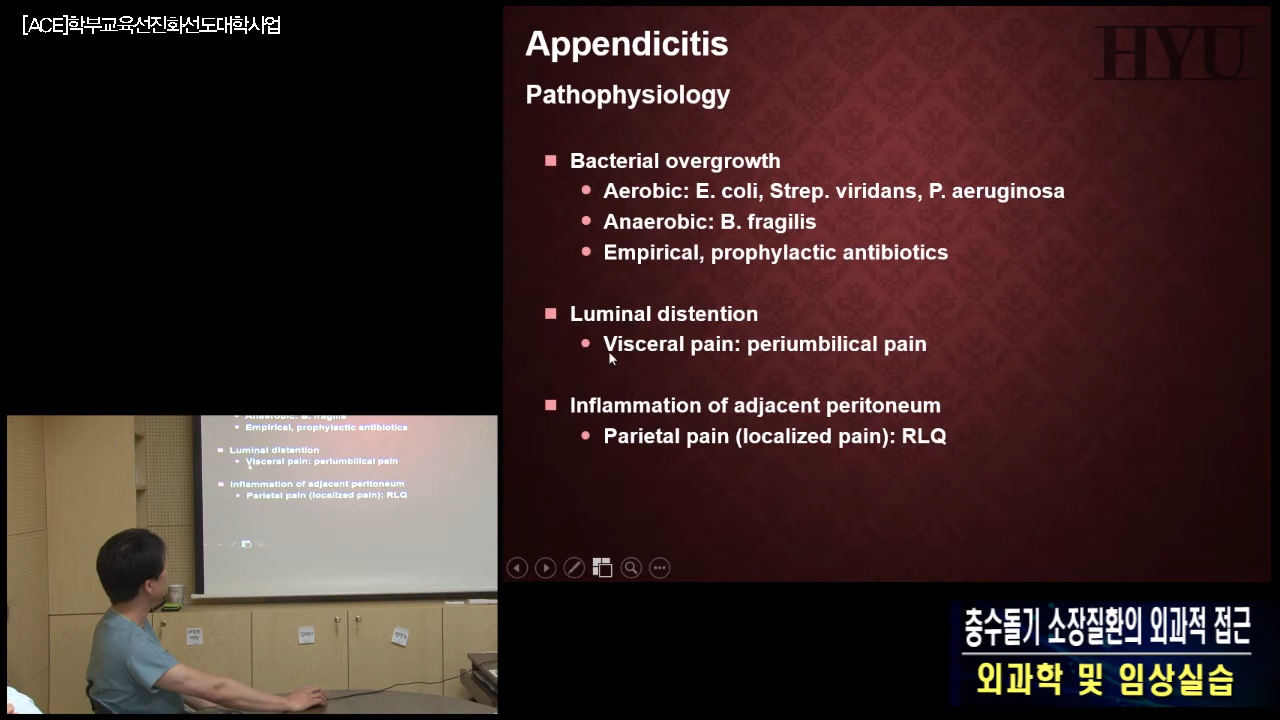 [ACE]학부교육선진화선도대학사업
HYU
Appendicitis
Pathophysiology
Bacterial overgrowth
Aerobic: E. coli, Strep. viridans, P. aeruginosa
Anaerobic: B. fragilis
Empirical, prophylactic antibiotics
Luminal distention
Visceral pain: periumbilical pain
Inflammation of adjacent peritoneum
Parietal pain (localized pain): RLQ
Anaerobic: B. fragilis
Empirical, prophylactic antibiotics
Luminal distention
Visceral pain: periumbilical pain
Inflammation of adjacent peritoneum
Parietal pain (localized pain): RLQ
충수돌기 소장질환의 외과적 접근
외과학 및 임상실습